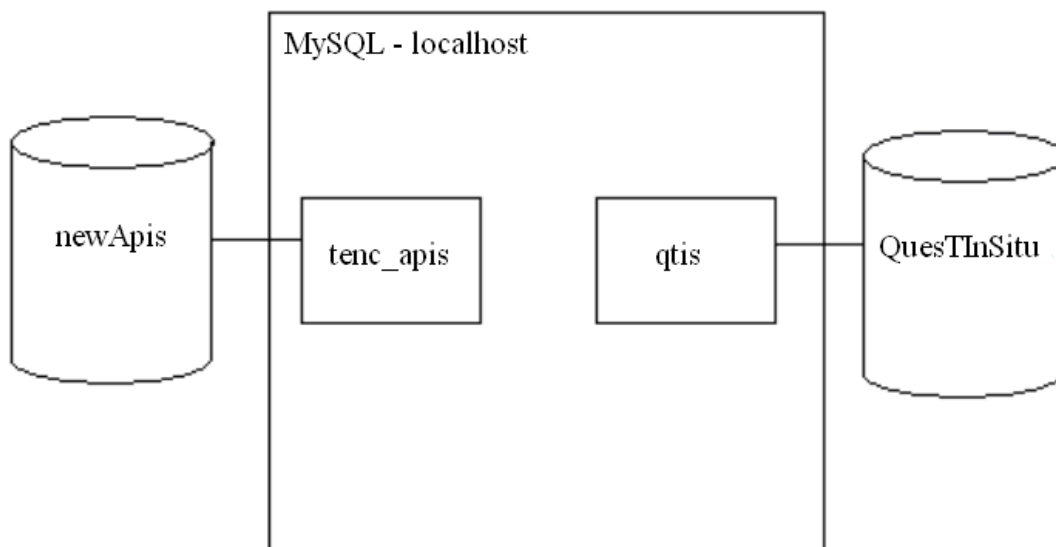 MySQL - localhost
newApis
tenc_apis
qtis
QuesTInSitu